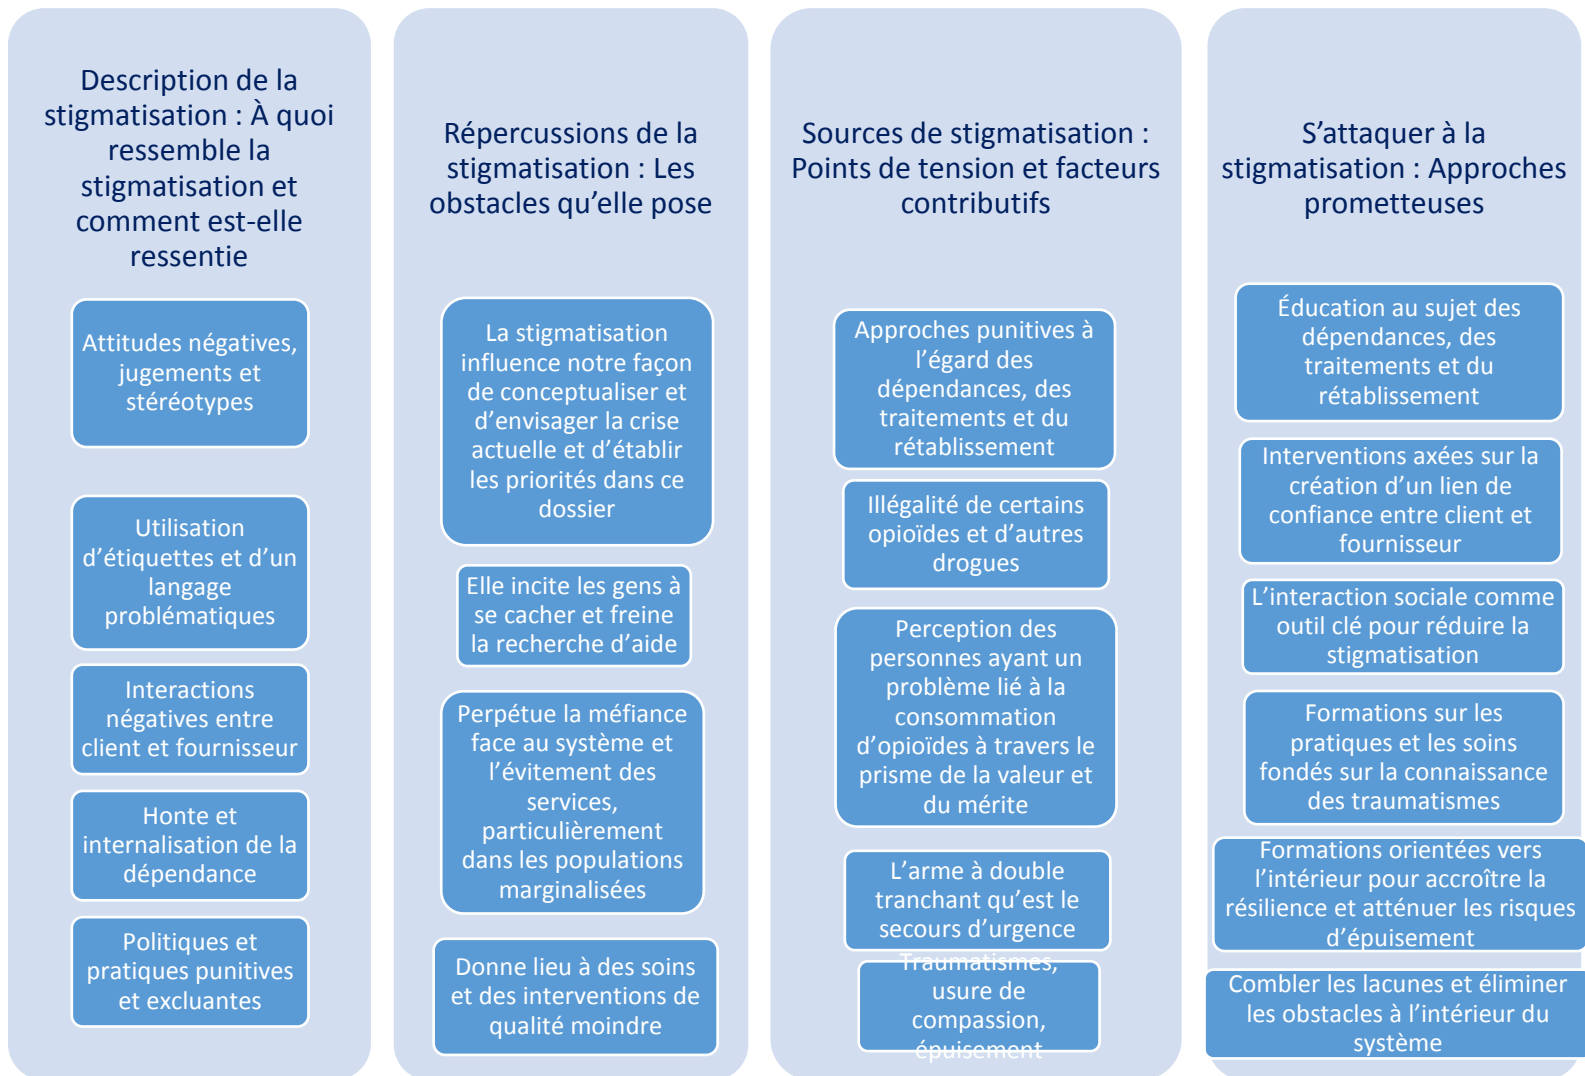 Description de la
stigmatisation : À quoi
ressemble la
stigmatisation et
comment est-elle
ressentie
Attitudes négatives,
jugements et
stéréotypes
Utilisation
d’étiquettes et d’un
langage
problématiques
Interactions
négatives entre
client et fournisseur
Honte et
internalisation de la
dépendance
Politiques et
pratiques punitives
et excluantes
Répercussions de la
stigmatisation : Les
obstacles qu’elle pose
La stigmatisation
influence notre façon
de conceptualiser et
d’envisager la crise
actuelle et d’établir
les priorités dans ce
dossier
Elle incite les gens à
se cacher et freine
la recherche d’aide
Perpétue la méfiance
face au système et
l’évitement des
services,
particulièrement
dans les populations
marginalisées
Donne lieu à des soins
et des interventions de
qualité moindre
Sources de stigmatisation :
Points de tension et facteurs
contributifs
Approches punitives à
l’égard des
dépendances, des
traitements et du
rétablissement
Illégalité de certains
opioïdes et d’autres
drogues
Perception des
personnes ayant un
problème lié à la
consommation
d’opioïdes à travers le
prisme de la valeur et
du mérite
L’arme à double
tranchant qu’est le
secours d’urgence
Traumatismes,
usure de
compassion,
épuisement
S’attaquer à la
stigmatisation : Approches
prometteuses
Éducation au sujet des
dépendances, des
traitements et du
rétablissement
Interventions axées sur la
création d’un lien de
confiance entre client et
fournisseur
L’interaction sociale comme
outil clé pour réduire la
stigmatisation
Formations sur les
pratiques et les soins
fondés sur la connaissance
des traumatismes
Formations orientées vers
l’intérieur pour accroître la
résilience et atténuer les risques
d’épuisement
Combler les lacunes et éliminer
les obstacles à l’intérieur du
système